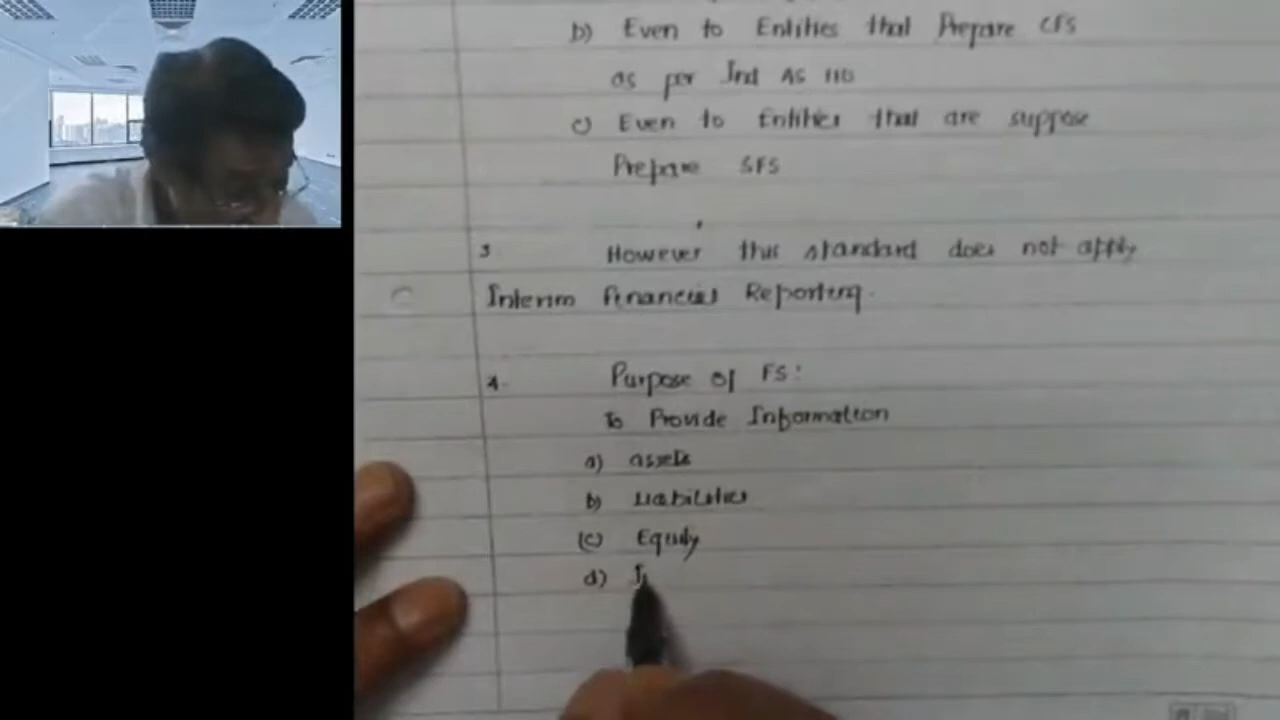 b) Even to Entities that Prepare CFS
as per Ind AS 110
c) Even to Entities that are suppose
Prepare SFS
3 However this standard does not apply
Interim Financial Reporting.
4. Purpose of FS:
To Provide Information
a) assets
b) Liabilities
(c) Equity
d) I